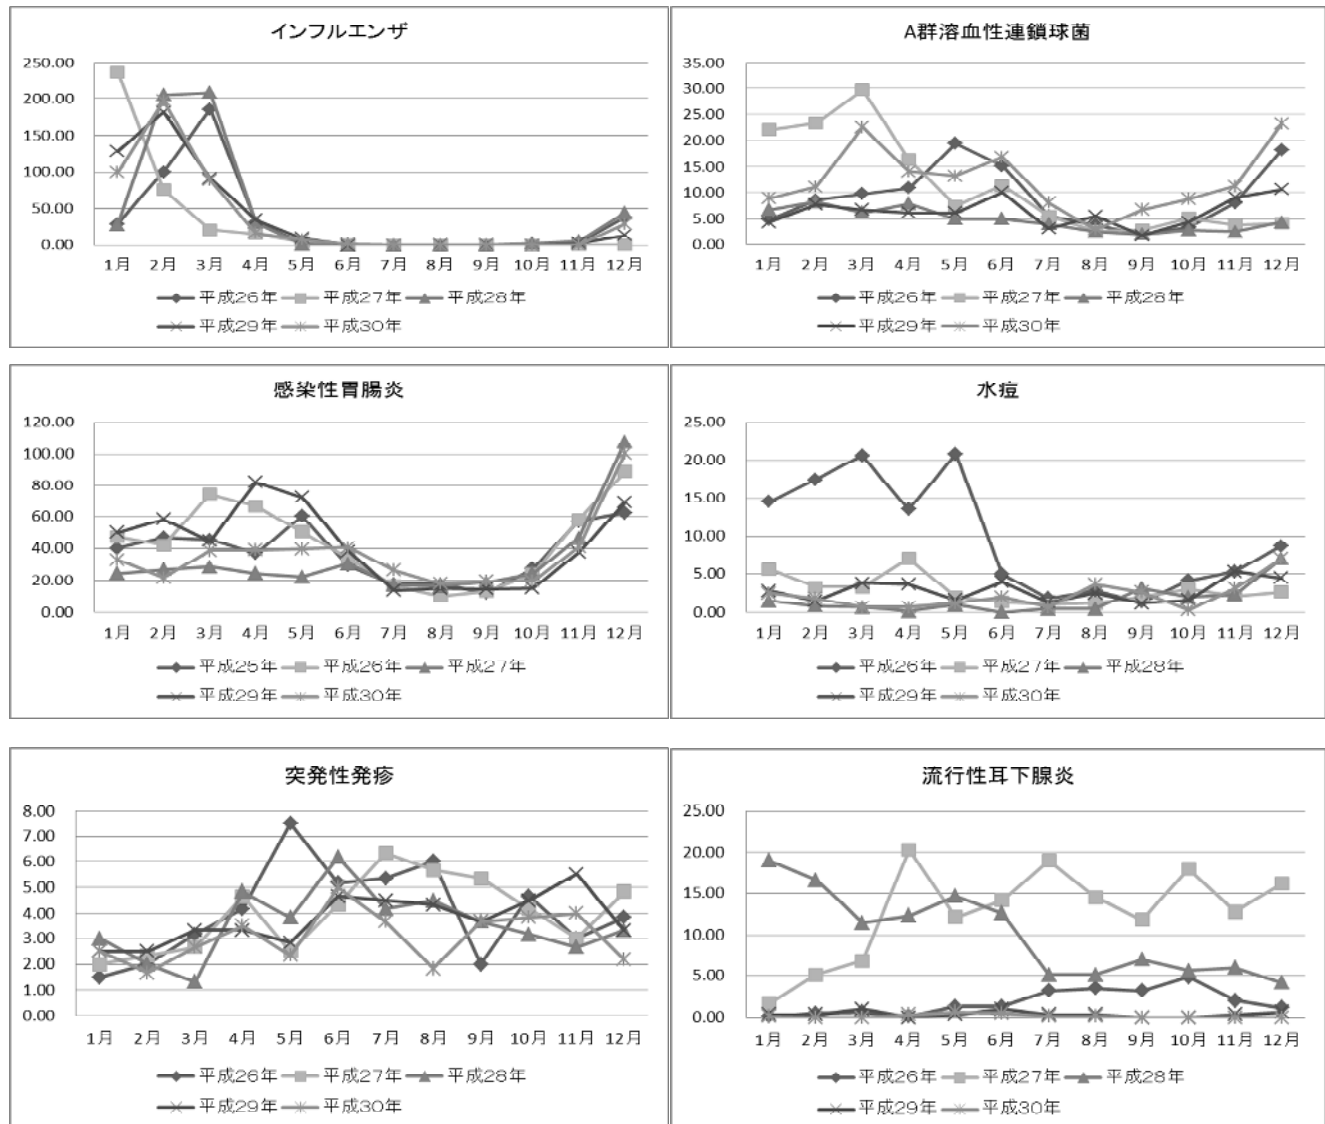 インフルエンザ
250.00
200.00
150.00
100.00
50.00
0.00
1月 2月 3月 4月 5月 6月 7月 8月 9月 10月 11月 12月
平成26年 平成27年 平成28年
平成29年 平成30年
A群溶血性連鎖球菌
35.00
30.00
25.00
20.00
15.00
10.00
5.00
0.00
1月 2月 3月 4月 5月 6月 7月 8月 9月 10月 11月 12月
平成26年 平成27年 平成28年
平成29年 平成30年
感染性胃腸炎
120.00
100.00
80.00
60.00
40.00
20.00
0.00
1月 2月 3月 4月 5月 6月 7月 8月 9月 10月 11月 12月
平成25年 平成26年 平成27年
平成29年 平成30年
水痘
25.00
20.00
15.00
10.00
5.00
0.00
1月 2月 3月 4月 5月 6月 7月 8月 9月 10月 11月 12月
平成26年 平成27年 平成28年
平成29年 平成30年
突発性発疹
8.00
7.00
6.00
5.00
4.00
3.00
2.00
1.00
0.00
1月 2月 3月 4月 5月 6月 7月 8月 9月 10月 11月 12月
平成26年 平成27年 平成28年
平成29年 平成30年
流行性耳下腺炎
25.00
20.00
15.00
10.00
5.00
0.00
1月 2月 3月 4月 5月 6月 7月 8月 9月 10月 11月 12月
平成26年 平成27年 平成28年
平成29年 平成30年